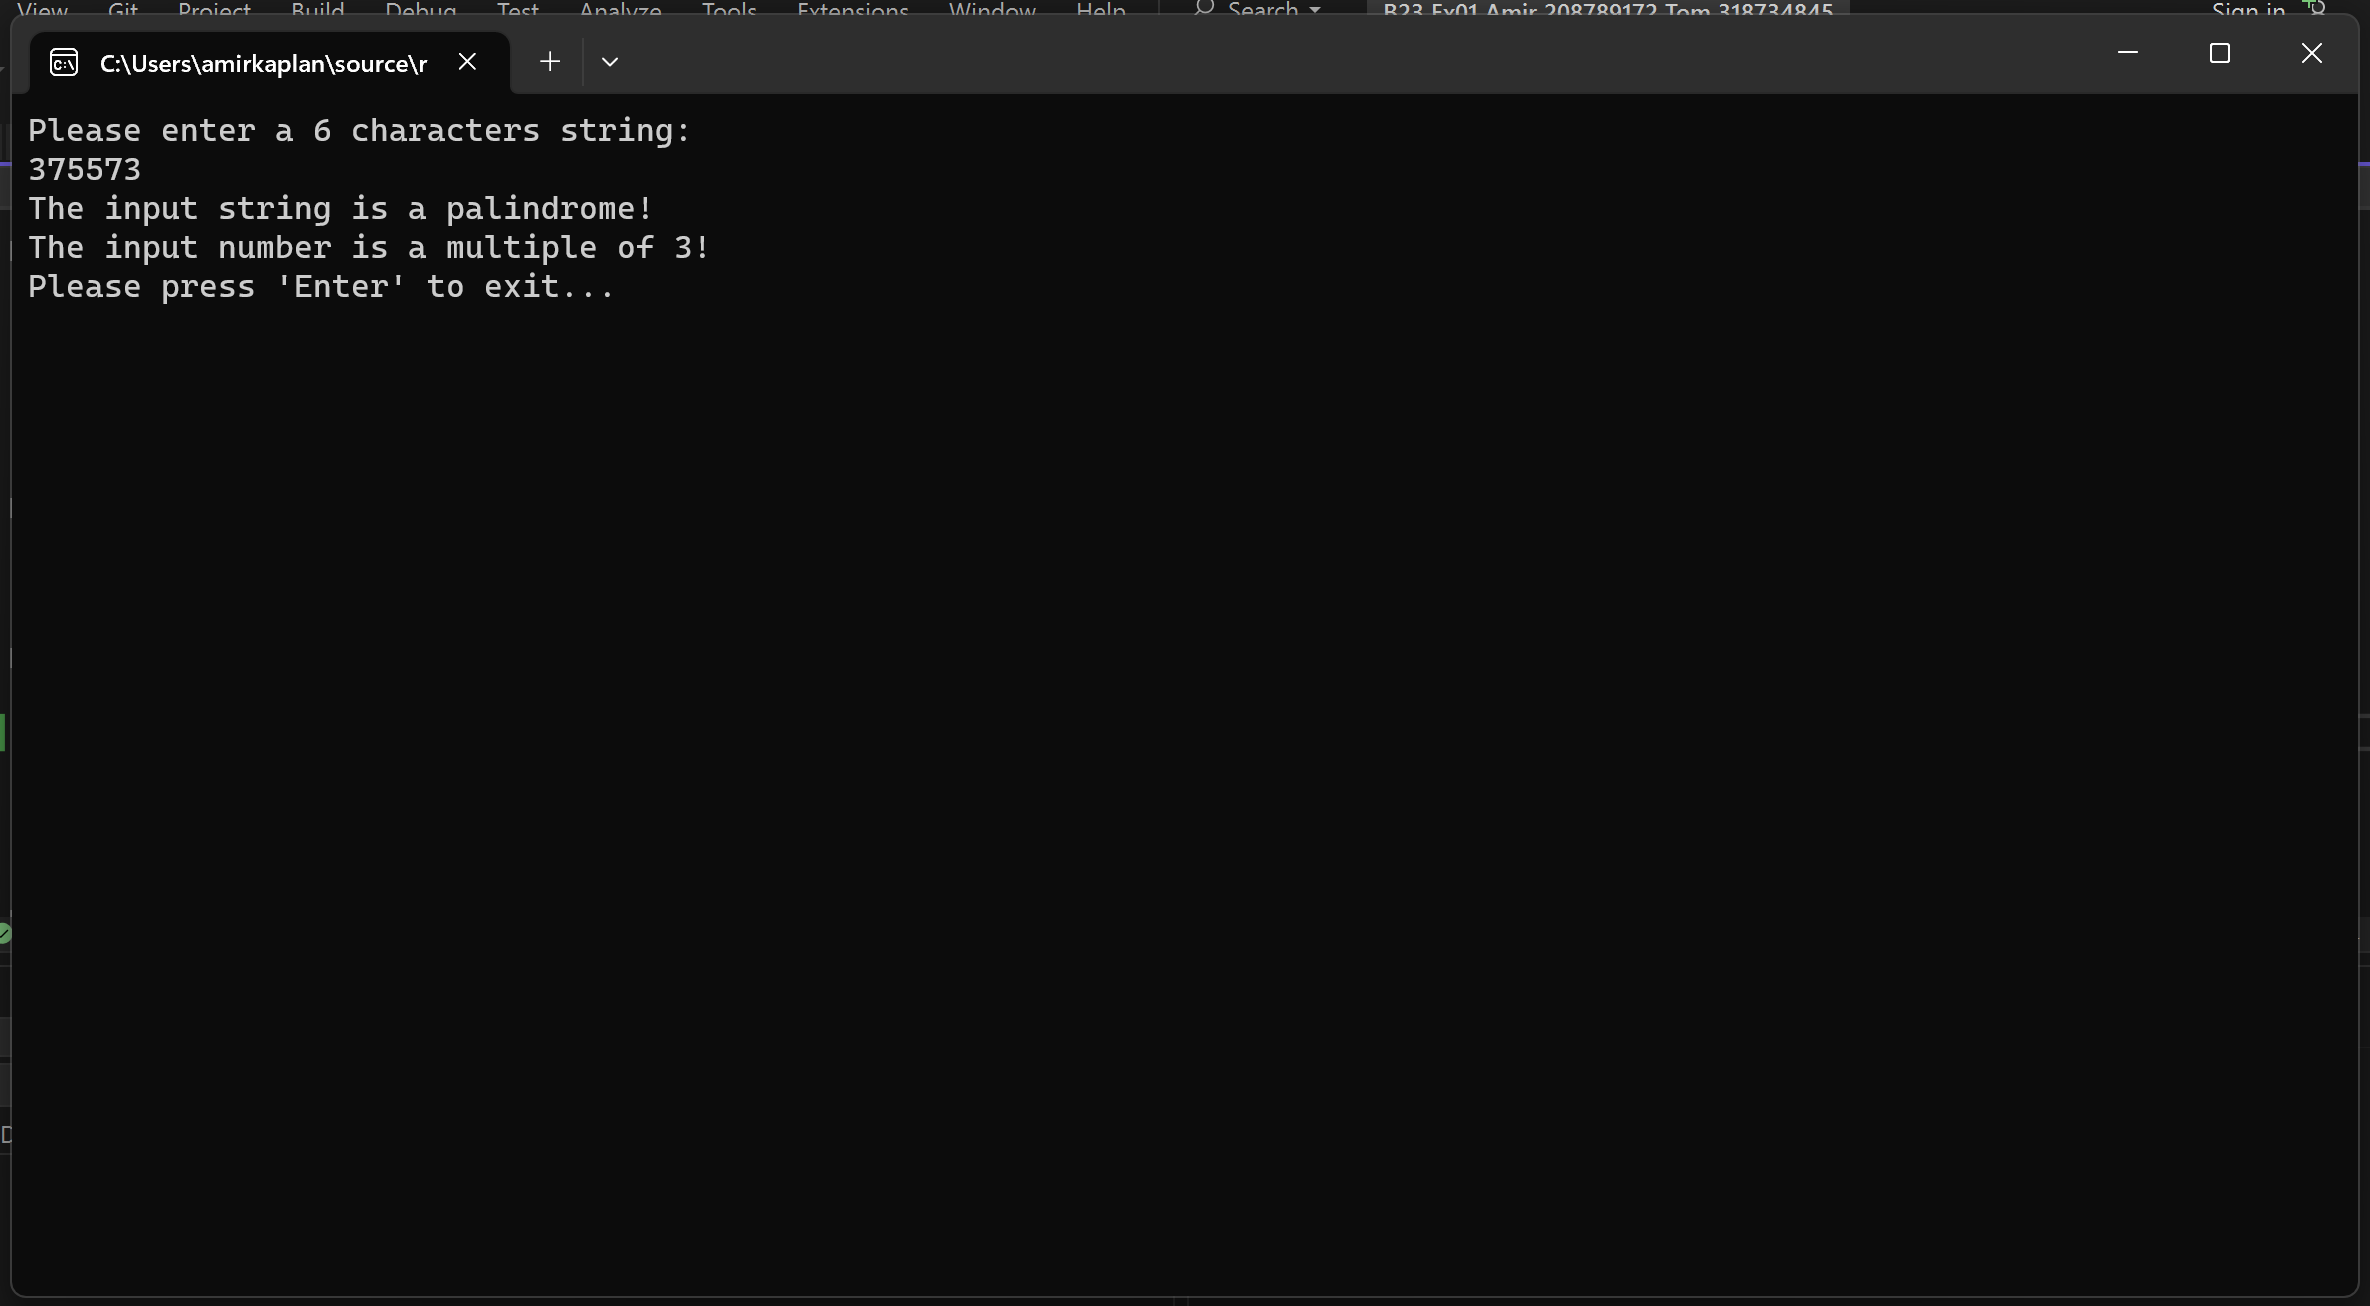 View Git Project Build Debug Test Analyze Tools Extensions Window Help Search B23 Ex01 Amir 208789172 Tom 318734845 Sign in
C:\Users\amirkaplan\source\r
Please enter a 6 characters string:
375573
The input string is a palindrome!
The input number is a multiple of 3!
Please press 'Enter' to exit...